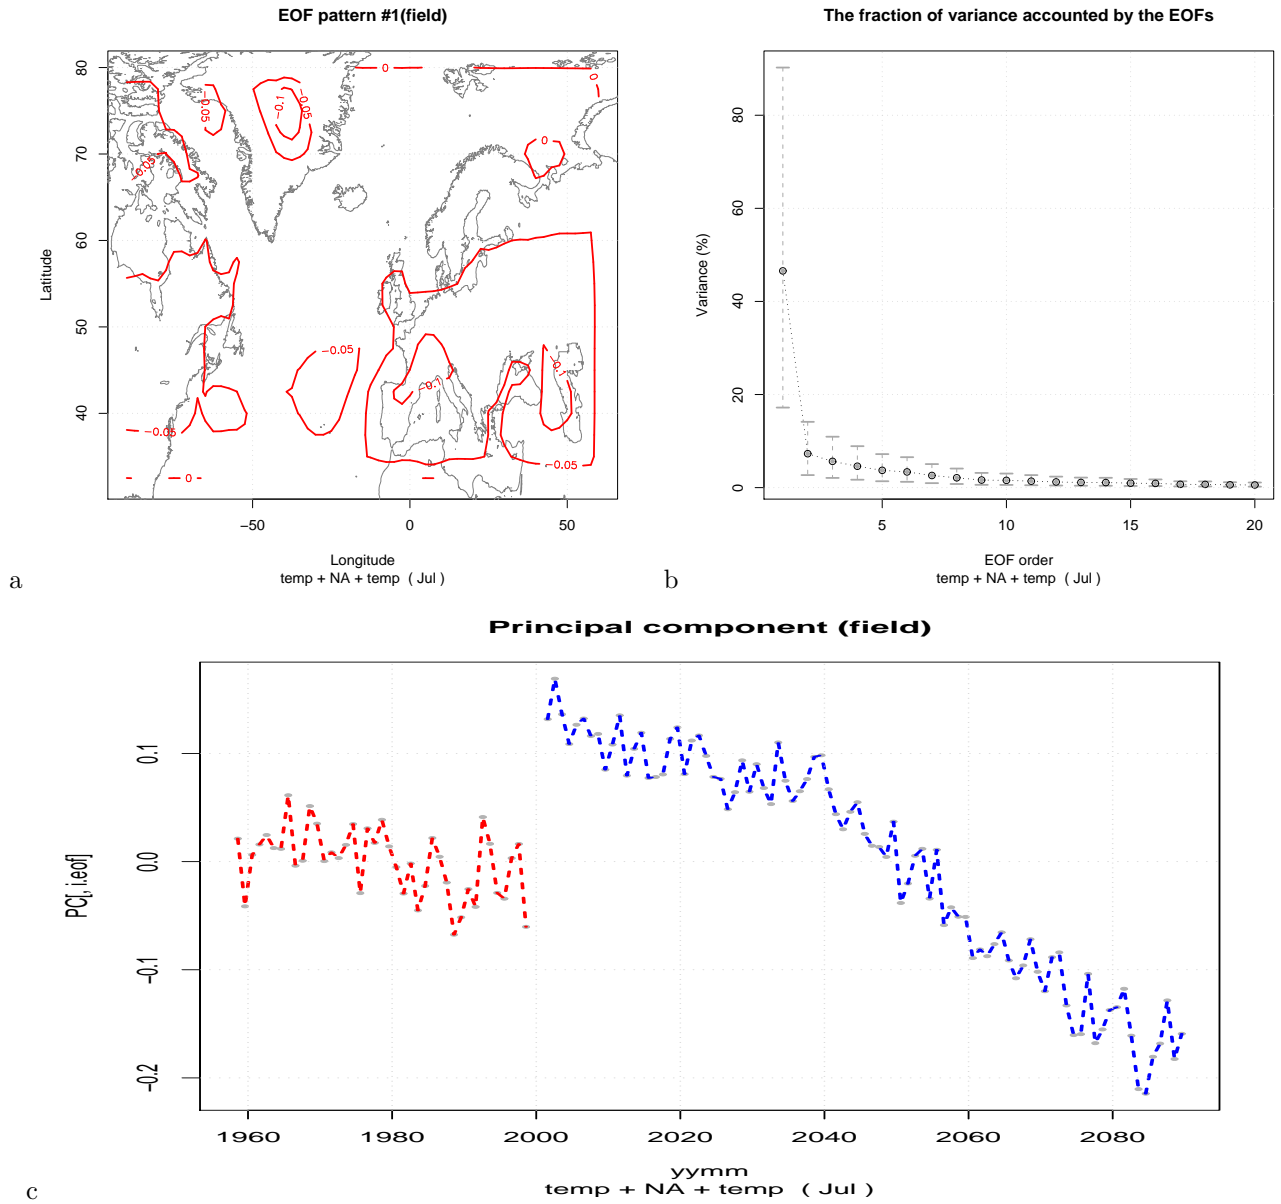 EOF pattern #1(field)
80
70
60
50
40
Latitude
0
0
−0.05
−0.1
−0.05
0
−0.05
−0.05
−0.1
−0.05
−0.05
0
−50
0
50
Longitude
temp + NA + temp ( Jul )
a
The fraction of variance accounted by the EOFs
80
60
40
20
0
Variance (%)
5
10
15
20
EOF order
temp + NA + temp ( Jul )
b
Principal component (field)
0.1
0.0
−0.1
−0.2
PC[, i.eof]
1960
1980
2000
2020
2040
2060
2080
yymm
temp + NA + temp ( Jul )
c